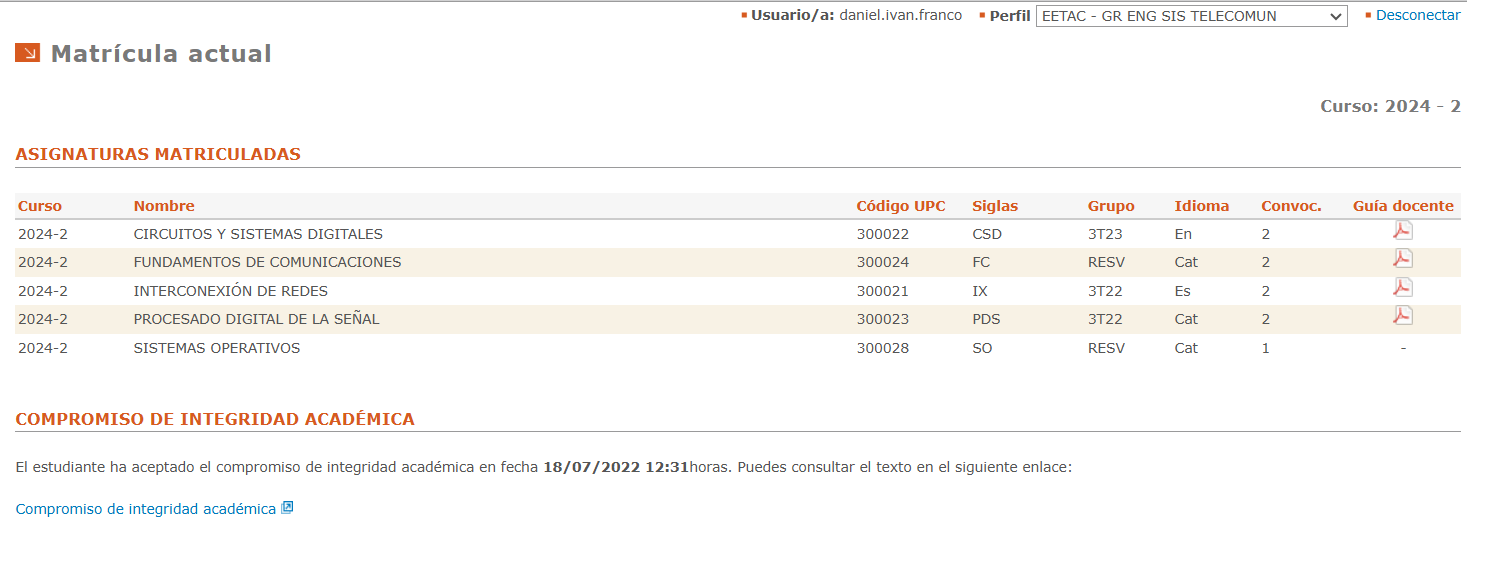 Usuario/a: daniel.ivan.franco Perfil EETAC - GR ENG SIS TELECOMUN Desconectar
Matrícula actual
Curso: 2024 - 2
ASIGNATURAS MATRICULADAS
Curso Nombre Código UPC Siglas Grupo Idioma Convoc. Guía docente
2024-2 CIRCUITOS Y SISTEMAS DIGITALES 300022 CSD 3T23 En 2
2024-2 FUNDAMENTOS DE COMUNICACIONES 300024 FC RESV Cat 2
2024-2 INTERCONEXIÓN DE REDES 300021 IX 3T22 Es 2
2024-2 PROCESADO DIGITAL DE LA SEÑAL 300023 PDS 3T22 Cat 2
2024-2 SISTEMAS OPERATIVOS 300028 SO RESV Cat 1 -
COMPROMISO DE INTEGRIDAD ACADÉMICA
El estudiante ha aceptado el compromiso de integridad académica en fecha 18/07/2022 12:31horas. Puedes consultar el texto en el siguiente enlace:
Compromiso de integridad académica